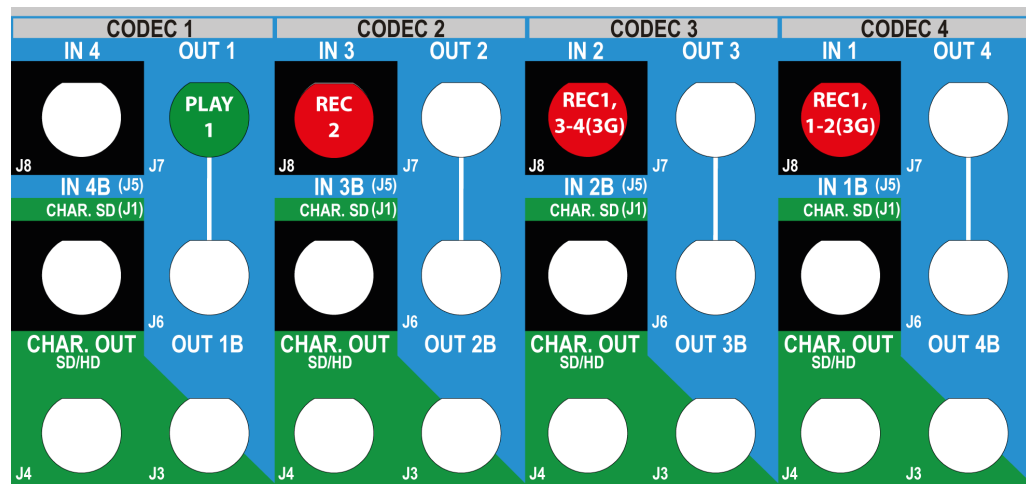 CODEC 1 CODEC 2 CODEC 3 CODEC 4
IN 4 OUT 1 IN 3 OUT 2 IN 2 OUT 3 IN 1 OUT 4
PLAY REC REC1, REC1,
1 2 3-4(3G) 1-2(3G)
J8 J7 J8 J7 J8 J7 J8 J7
IN 4B (J5) IN 3B (J5) IN 2B (J5) IN 1B (J5)
CHAR. SD (J1) CHAR. SD (J1) CHAR. SD (J1) CHAR. SD (J1)
J6 J6 J6 J6
CHAR. OUT OUT 1B CHAR. OUT OUT 2B CHAR. OUT OUT 3B CHAR. OUT OUT 4B
SD/HD SD/HD SD/HD SD/HD
J4 J3 J4 J3 J4 J3 J4 J3